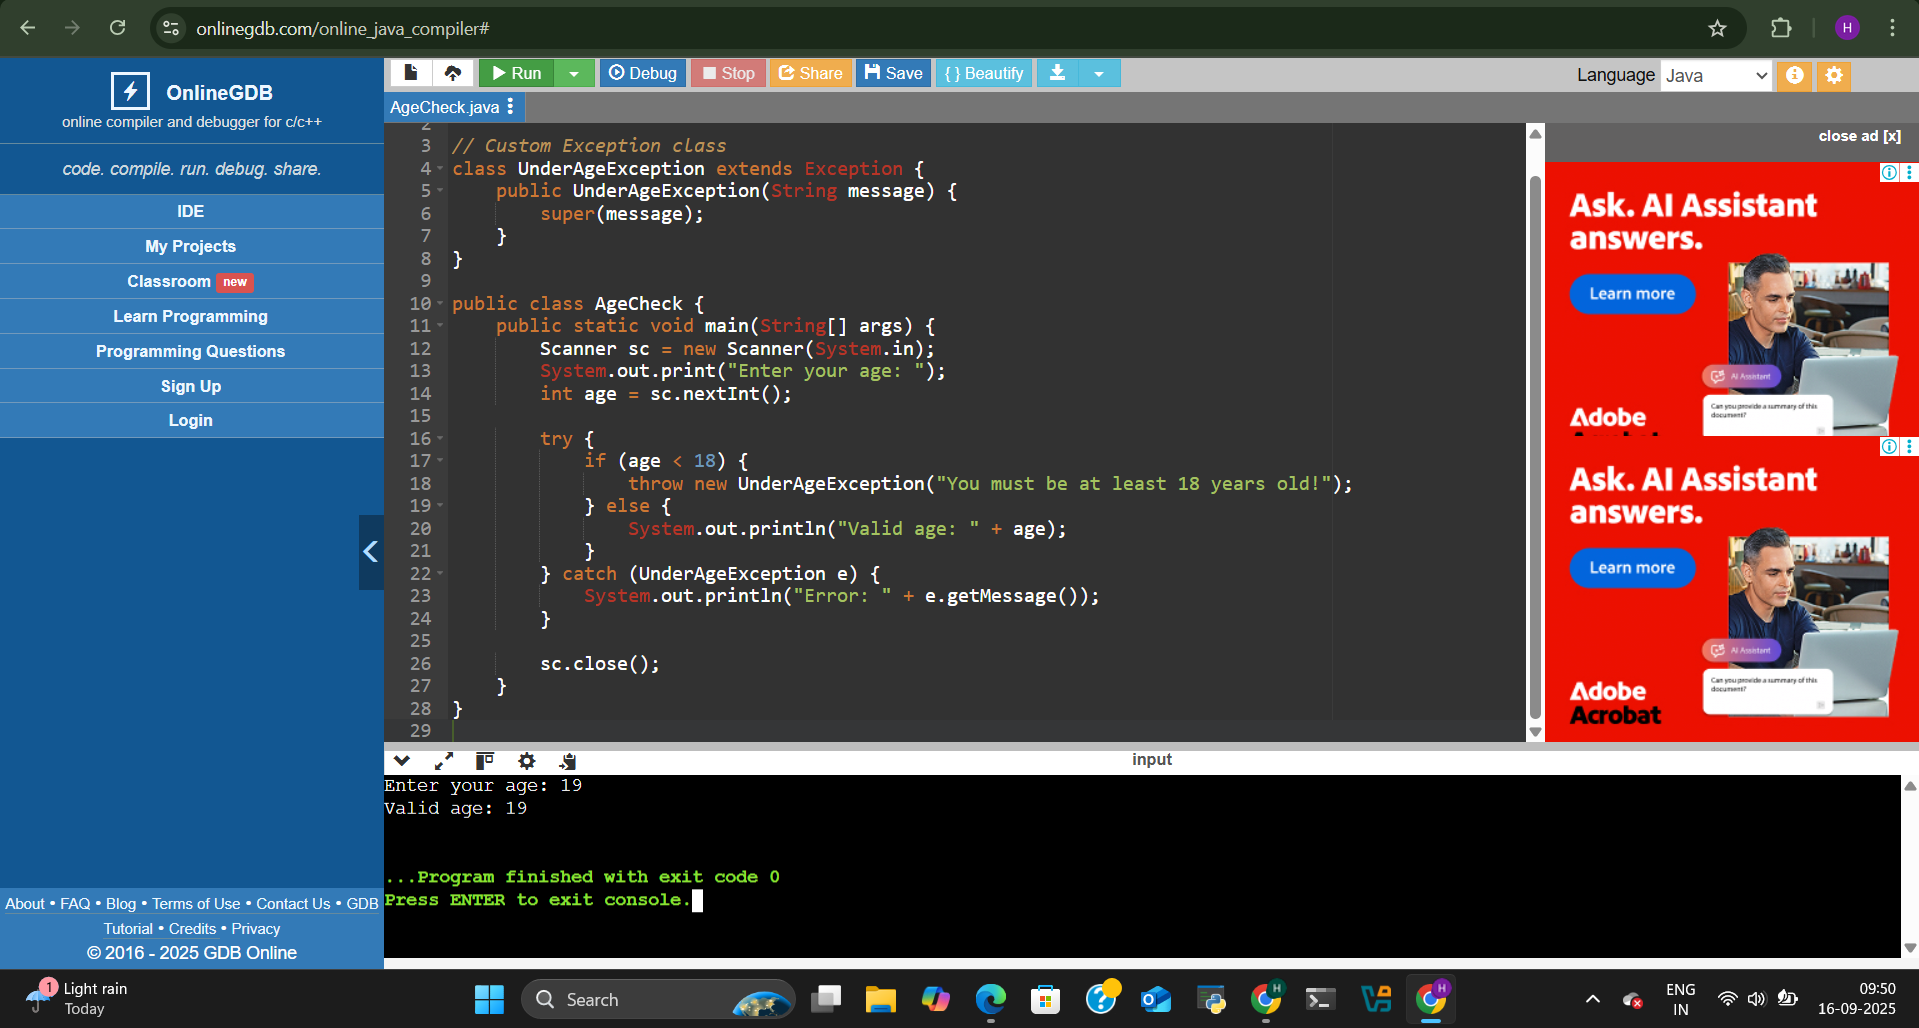 onlinegdb.com/online_java_compiler#
H
OnlineGDB
online compiler and debugger for c/c++
code. compile. run. debug. share.
IDE
My Projects
Classroom new
Learn Programming
Programming Questions
Sign Up
Login
About • FAQ • Blog • Terms of Use • Contact Us • GDB
Tutorial • Credits • Privacy
© 2016 - 2025 GDB Online
Run
Debug
Stop
Share
Save
{ } Beautify
Language Java
AgeCheck.java
2
3 // Custom Exception class
4 class UnderAgeException extends Exception {
5 public UnderAgeException(String message) {
6 super(message);
7 }
8 }
9
10 public class AgeCheck {
11 public static void main(String[] args) {
12 Scanner sc = new Scanner(System.in);
13 System.out.print("Enter your age: ");
14 int age = sc.nextInt();
15
16 try {
17 if (age < 18) {
18 throw new UnderAgeException("You must be at least 18 years old!");
19 } else {
20 System.out.println("Valid age: " + age);
21 }
22 } catch (UnderAgeException e) {
23 System.out.println("Error: " + e.getMessage());
24 }
25
26 sc.close();
27 }
28 }
29
close ad [x]
Ask. AI Assistant
answers.
Learn more
AI Assistant
Can you provide a summary of this
document?
Adobe
Ask. AI Assistant
answers.
Learn more
AI Assistant
Can you provide a summary of this
document?
Adobe
Acrobat
input
Enter your age: 19
Valid age: 19
...Program finished with exit code 0
Press ENTER to exit console.
1
Light rain
Today
Search
H
H
ENG
IN
09:50
16-09-2025